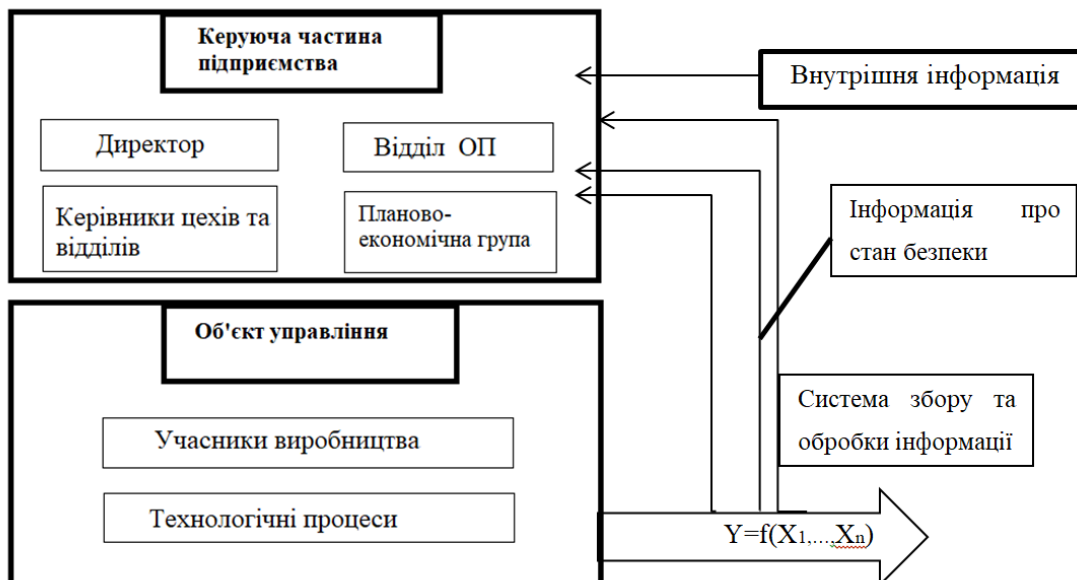 Керуюча частина
підприємства
Внутрішня інформація
Директор
Відділ ОП
Керівники цехів та
відділів
Планово-
економічна група
Інформація про
стан безпеки
Об'єкт управління
Учасники виробництва
Технологічні процеси
Система збору та
обробки інформації
Y=f(X1,...,Xn)